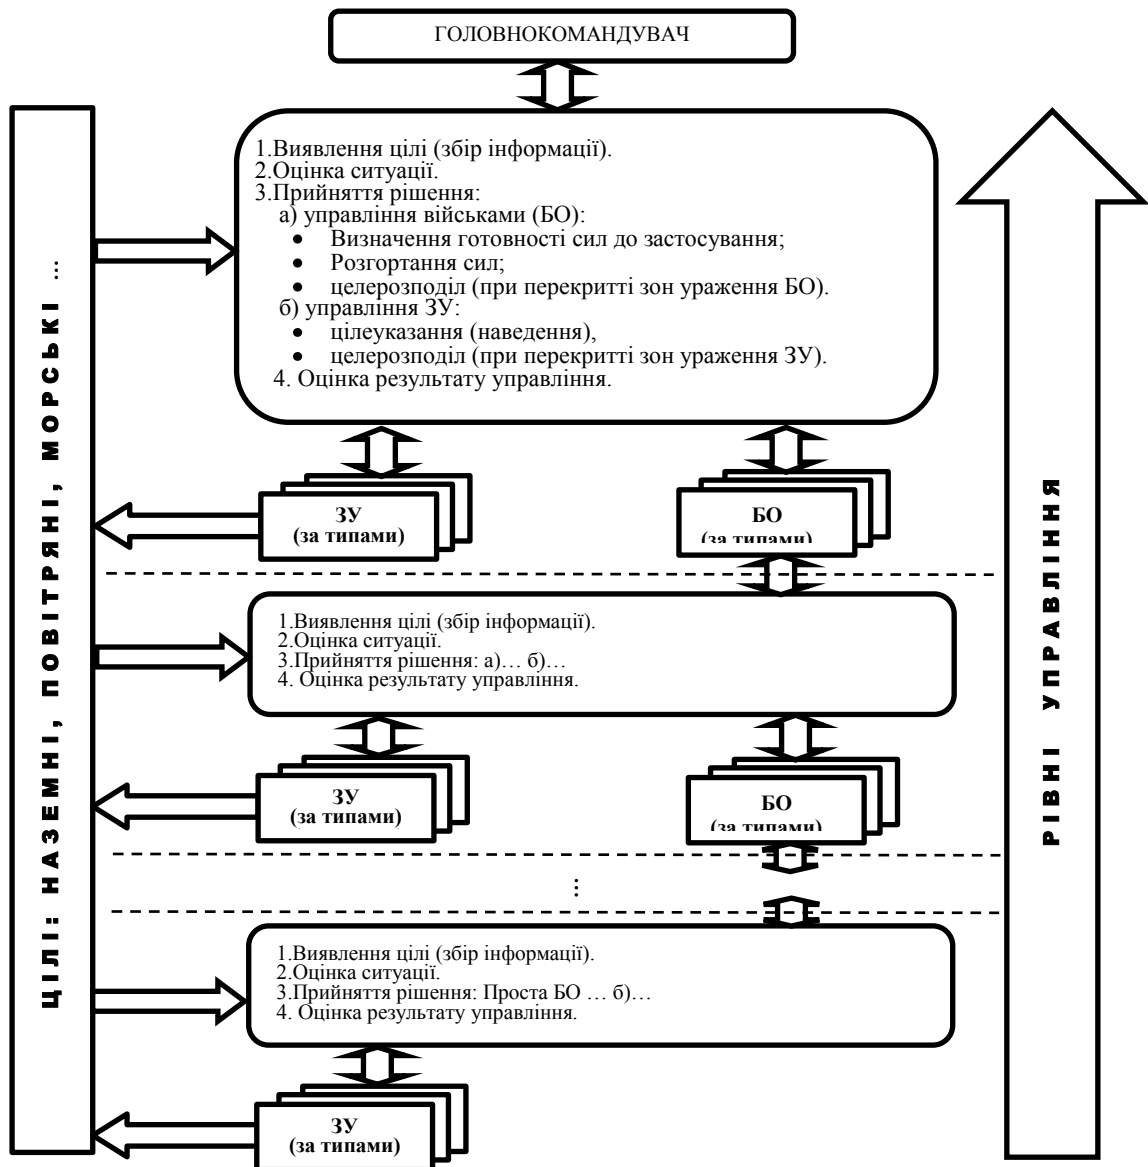 ГОЛОВНОКОМАНДУВАЧ
ЦІЛІ: НАЗЕМНІ, ПОВІТРЯНІ, МОРСЬКІ ...
1.Виявлення цілі (збір інформації).
2.Оцінка ситуації.
3.Прийняття рішення:
а) управління військами (БО):
• Визначення готовності сил до застосування;
• Розгортання сил;
• целерозподіл (при перекритті зон ураження БО).
б) управління ЗУ:
• цілеуказання (наведення),
• целерозподіл (при перекритті зон ураження ЗУ).
4. Оцінка результату управління.
ЗУ
(за типами)
БО
(за типами)
1.Виявлення цілі (збір інформації).
2.Оцінка ситуації.
3.Прийняття рішення: а)… б)…
4. Оцінка результату управління.
ЗУ
(за типами)
БО
(за типами)
...
1.Виявлення цілі (збір інформації).
2.Оцінка ситуації.
3.Прийняття рішення: Проста БО … б)…
4. Оцінка результату управління.
ЗУ
(за типами)
РІВНІ УПРАВЛІННЯ